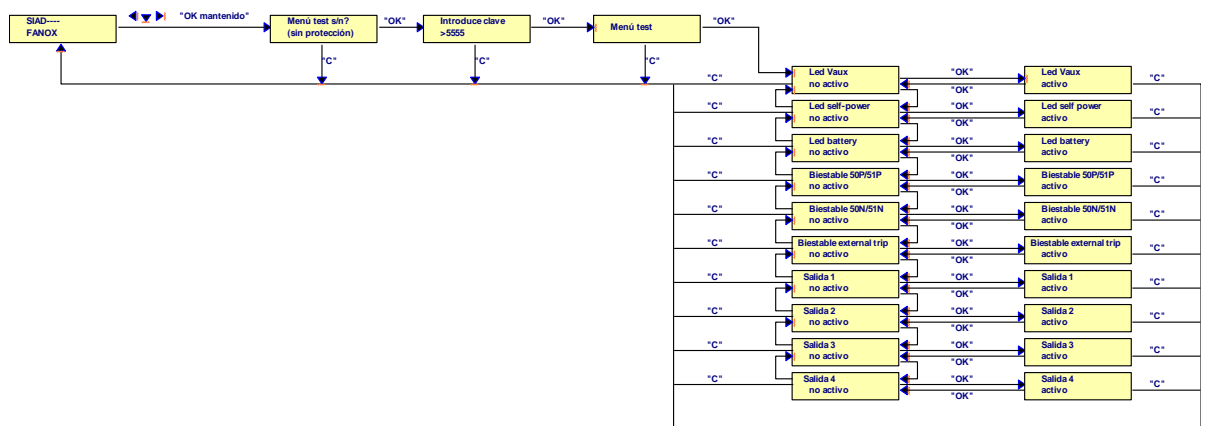 SIAD----
FANOX
"OK mantenido"
Menú test s/n?
(sin protección)
"OK"
Introduce clave
>5555
"OK"
Menú test
"OK"
"C"
"C"
"C"
"C"
Led Vaux
no activo
"OK"
"OK"
Led Vaux
activo
"C"
"C"
Led self-power
no activo
"OK"
"OK"
Led self power
activo
"C"
"C"
Led battery
no activo
"OK"
"OK"
Led battery
activo
"C"
"C"
Biestable 50P/51P
no activo
"OK"
"OK"
Biestable 50P/51P
activo
"C"
"C"
Biestable 50N/51N
no activo
"OK"
"OK"
Biestable 50N/51N
activo
"C"
"C"
Biestable external trip
no activo
"OK"
"OK"
Biestable external trip
activo
"C"
"C"
Salida 1
no activo
"OK"
"OK"
Salida 1
activo
"C"
"C"
Salida 2
no activo
"OK"
"OK"
Salida 2
activo
"C"
"C"
Salida 3
no activo
"OK"
"OK"
Salida 3
activo
"C"
"C"
Salida 4
no activo
"OK"
"OK"
Salida 4
activo
"C"